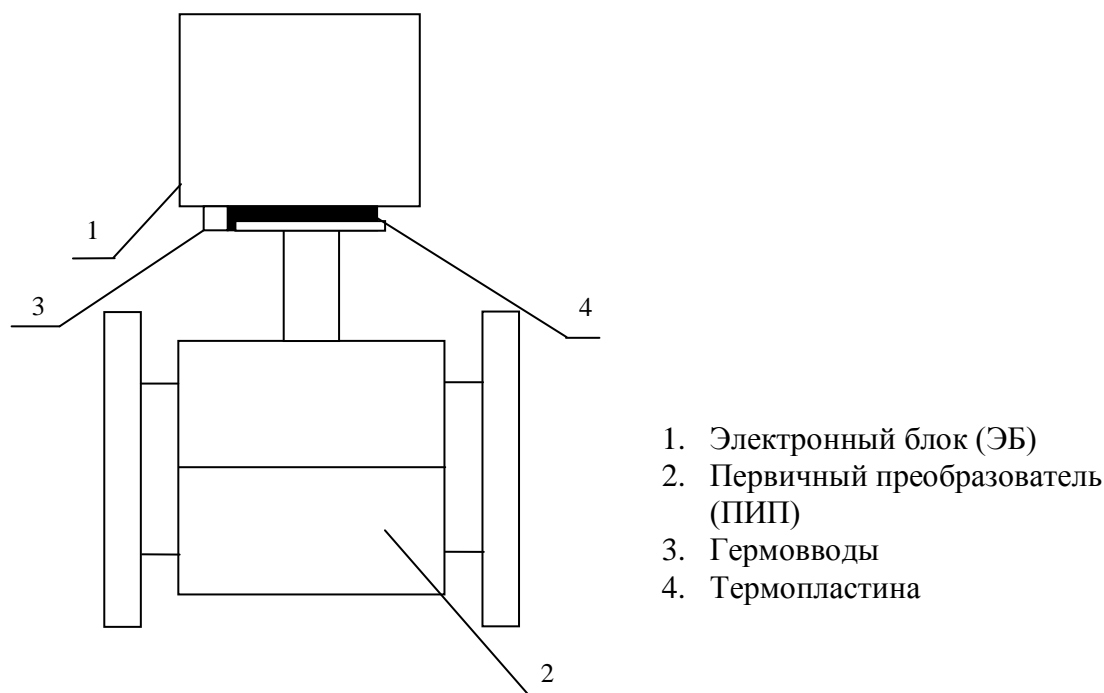 1
3
4
1. Электронный блок (ЭБ)
2. Первичный преобразователь
(ПИП)
3. Гермовводы
4. Термопластина
2